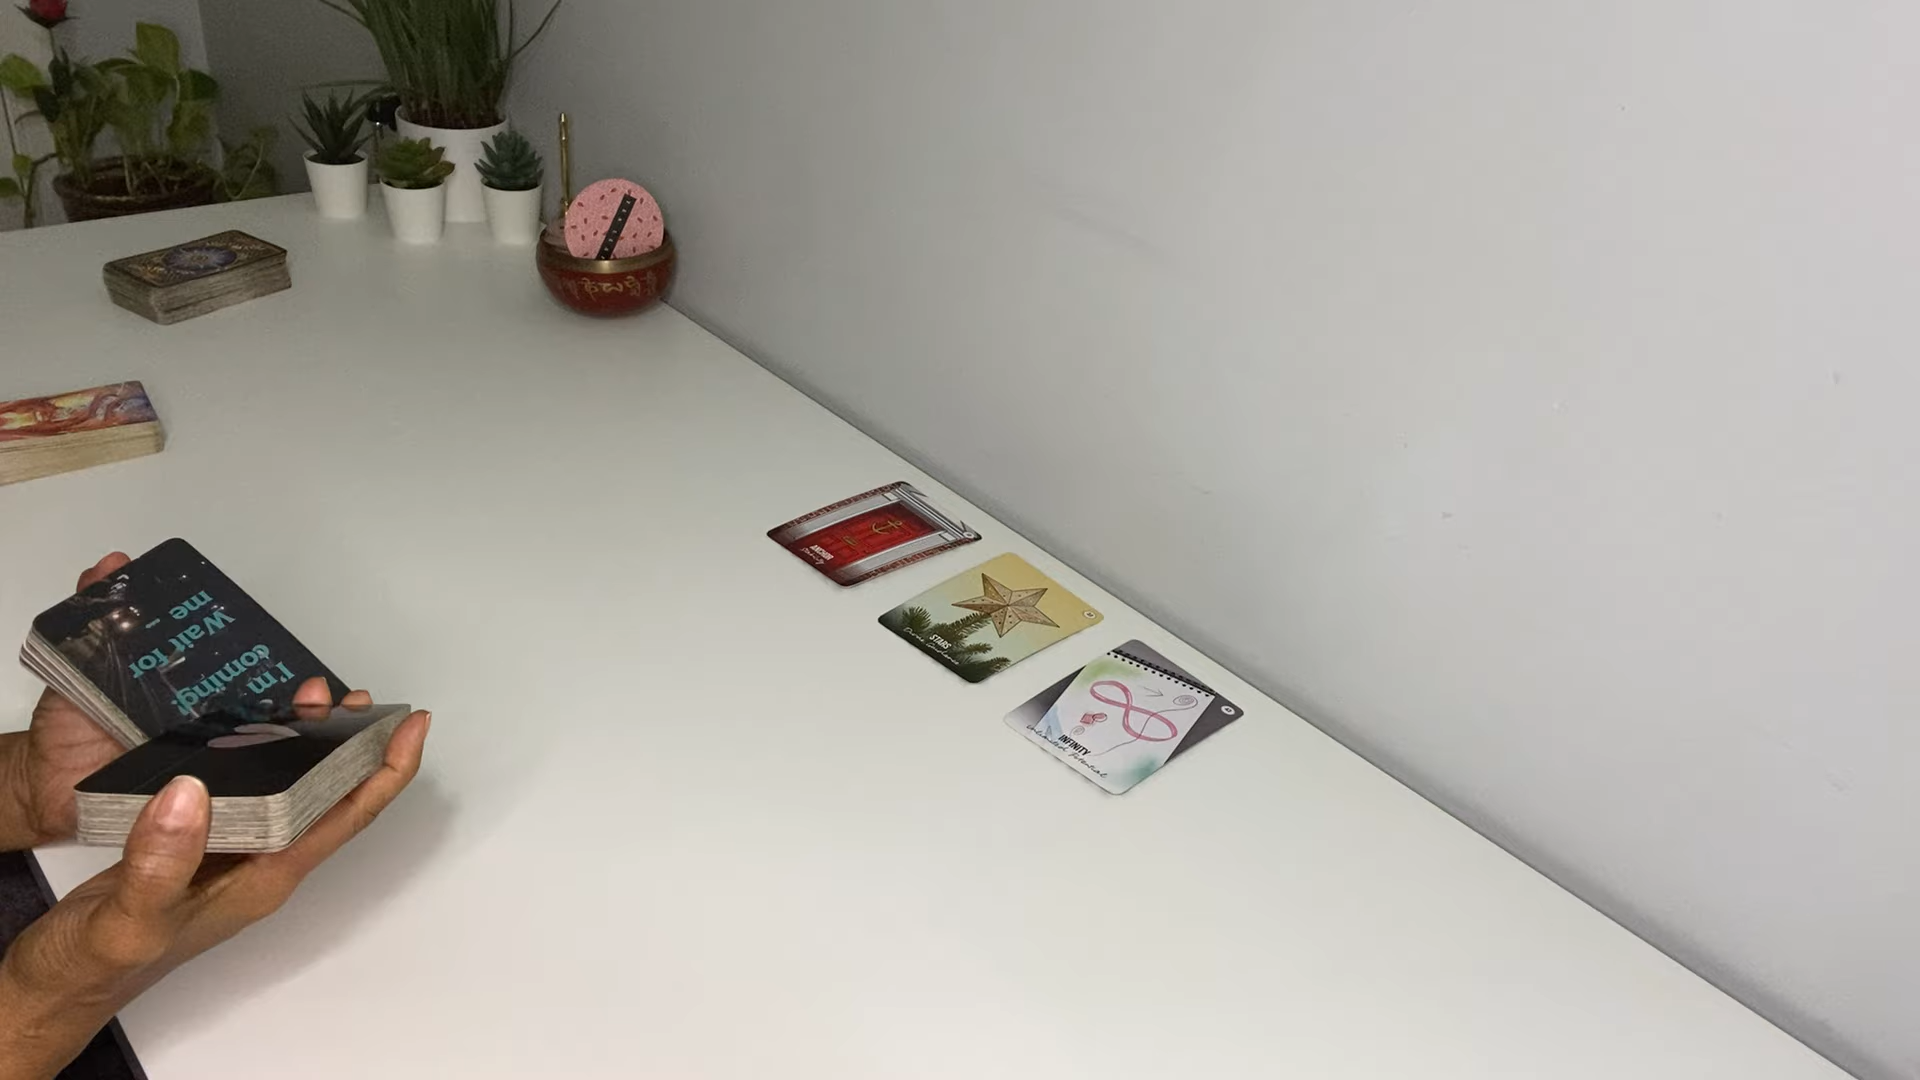 I'm
coming!
Wait for
me
ANCHOR
STARS
Divine Guidance
INFINITY
Unlimited Potential